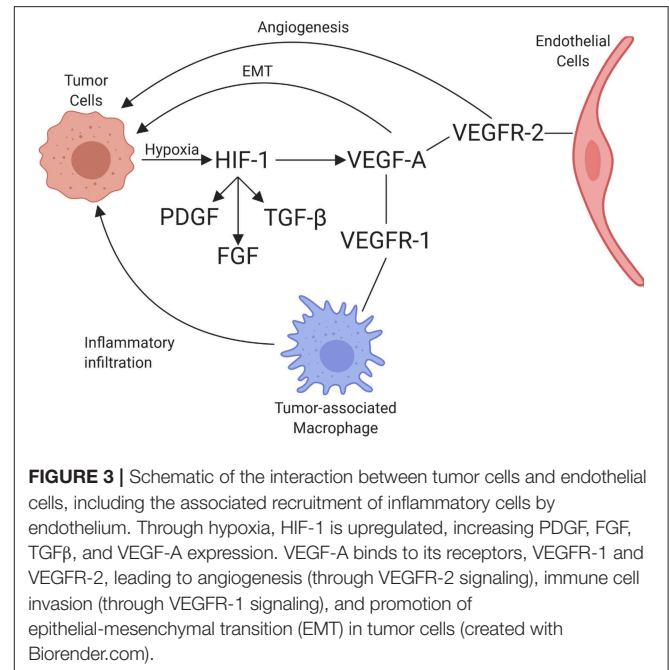 Angiogenesis
Endothelial
Cells
EMT
Tumor
Cells
VEGFR-2
Hypoxia
HIF-1
VEGF-A
PDGF
TGF-β
FGF
VEGFR-1
Inflammatory
infiltration
Tumor-associated
Macrophage
FIGURE 3 | Schematic of the interaction between tumor cells and endothelial
cells, including the associated recruitment of inflammatory cells by
endothelium. Through hypoxia, HIF-1 is upregulated, increasing PDGF, FGF,
TGFβ, and VEGF-A expression. VEGF-A binds to its receptors, VEGFR-1 and
VEGFR-2, leading to angiogenesis (through VEGFR-2 signaling), immune cell
invasion (through VEGFR-1 signaling), and promotion of
epithelial-mesenchymal transition (EMT) in tumor cells (created with
Biorender.com).